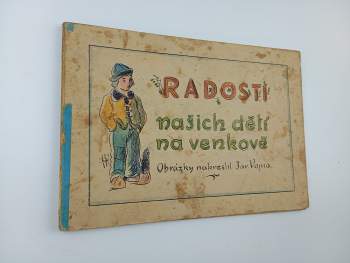 RADOSTI
našich dětí
na venkově
Obrázky nakreslil Jar. Vojna